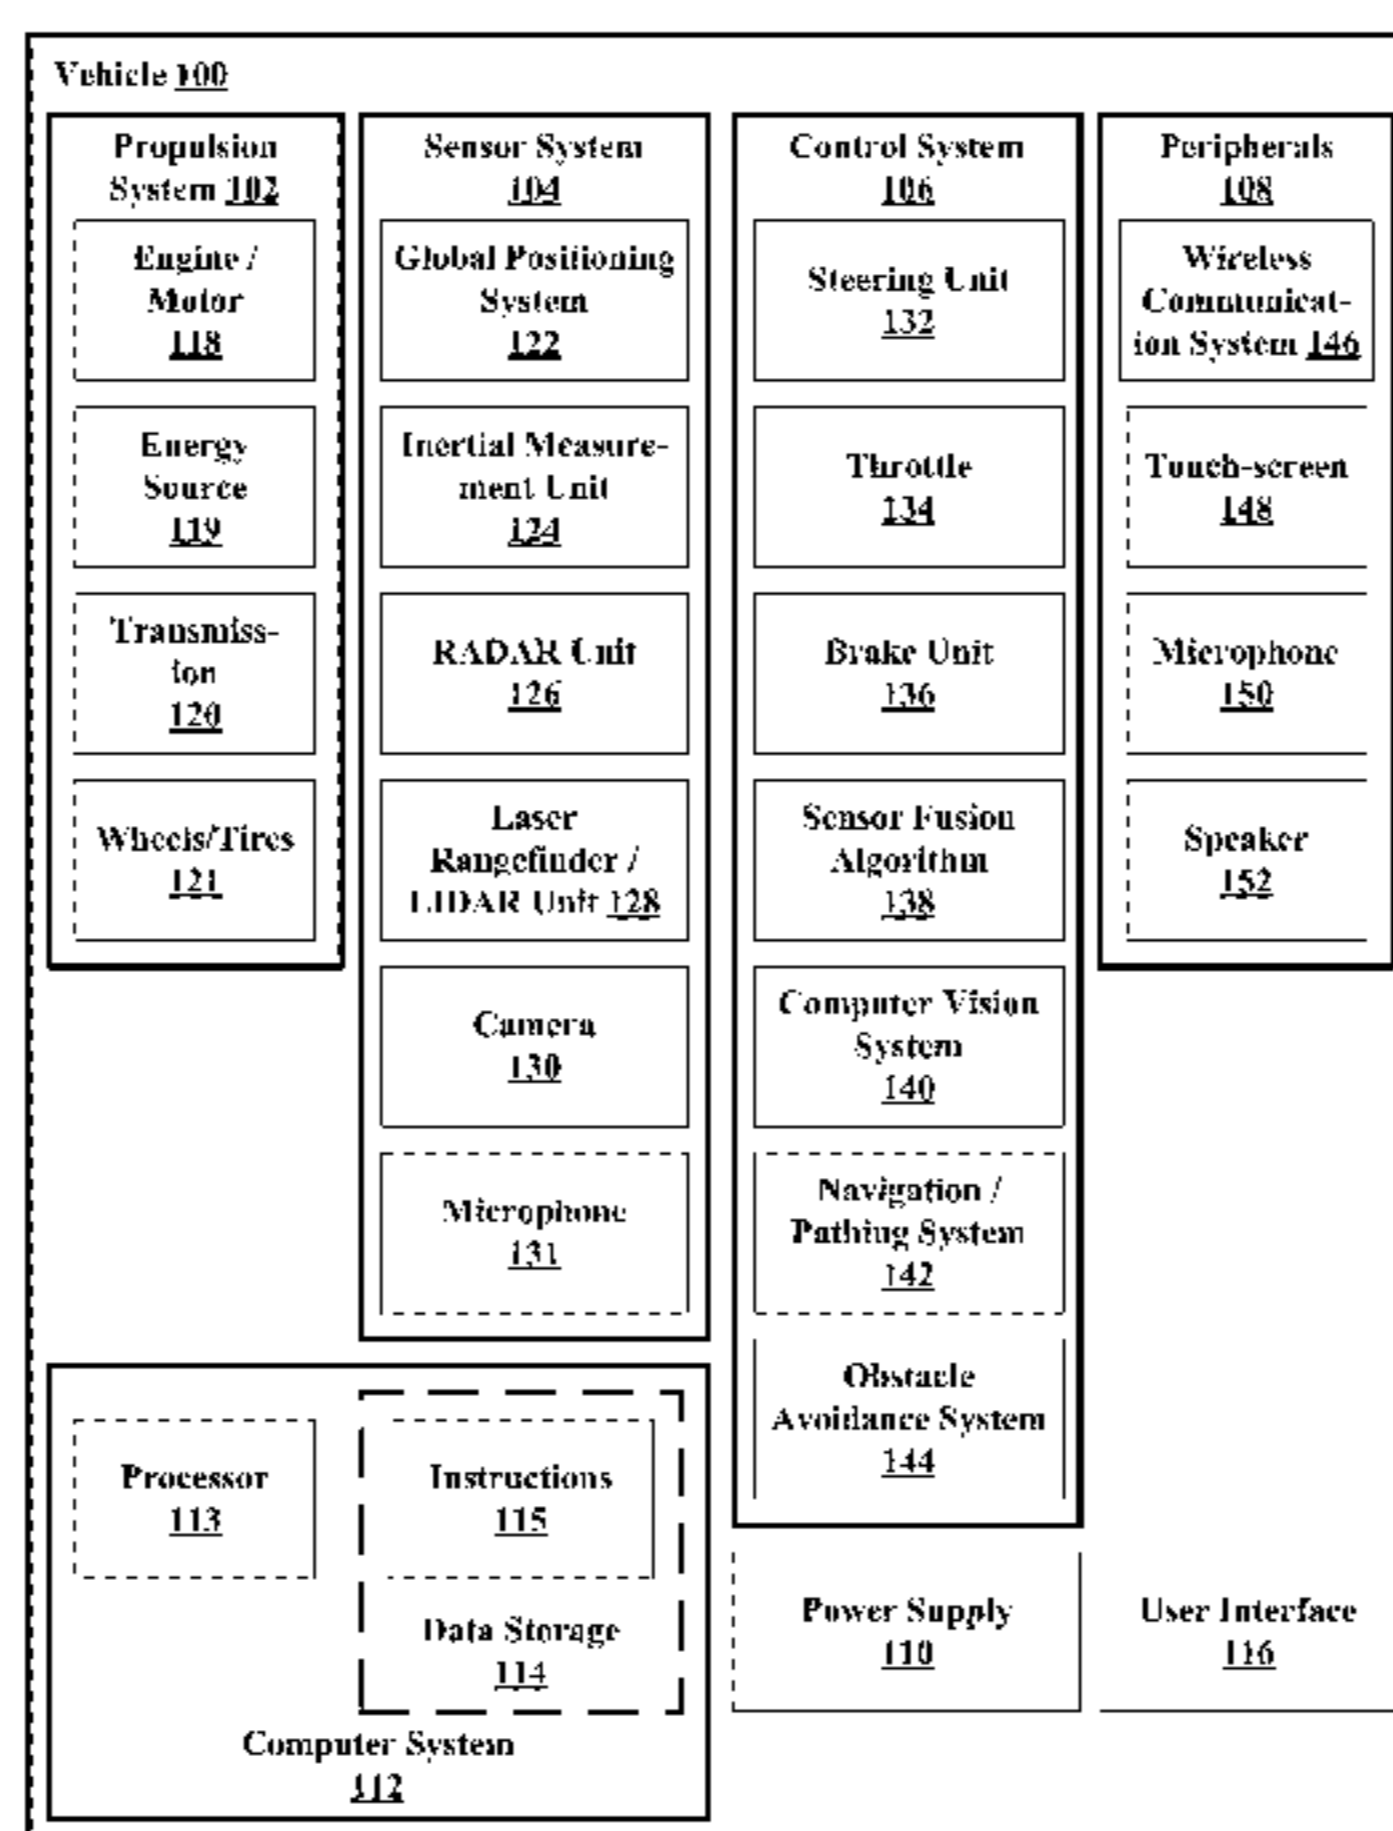 Vehicle 100
Propulsion
System 102
Engine /
Motor
118
Energy
Source
119
Transmiss-
ion
120
Wheels/Tires
121
Sensor System
104
Global Positioning
System
122
Inertial Measure-
ment Unit
124
RADAR Unit
126
Laser
Rangefinder /
LIDAR Unit 128
Camera
130
Microphone
131
Control System
106
Steering Unit
132
Throttle
134
Brake Unit
136
Sensor Fusion
Algorithm
138
Computer Vision
System
140
Navigation /
Pathing System
142
Obstacle
Avoidance System
144
Peripherals
108
Wireless
Communicat-
ion System 146
Touch-screen
148
Microphone
150
Speaker
152
Processor
113
Instructions
115
Data Storage
114
Computer System
112
Power Supply
110
User Interface
116